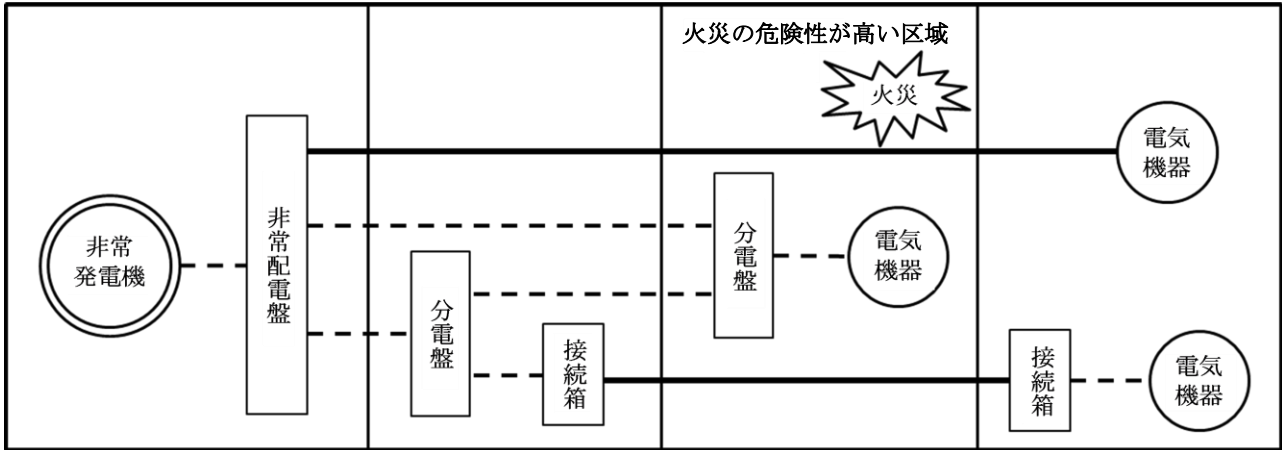 火災の危険性が高い区域
火災
電気
機器
非常
発電機
非常配電盤
分電盤
電気
機器
分電盤
接続箱
接続箱
電気
機器